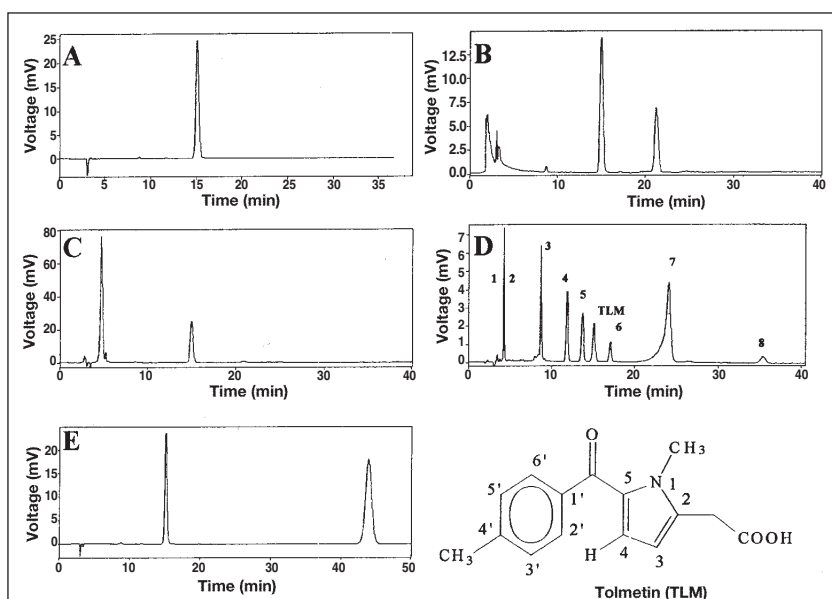 A
Voltage (mV)
25
20
15
10
5
0
0 5 10 15 20 25 30 35
Time (min)
B
Voltage (mV)
12.5
10.0
7.5
5.0
2.5
0.0
0 10 20 30 40
Time (min)
C
Voltage (mV)
80
60
40
20
0
0 10 20 30 40
Time (min)
D
Voltage (mV)
7
6
5
4
3
2
1
0
1 2 3 4 5 TLM 6 7 8
0 10 20 30 40
Time (min)
E
Voltage (mV)
20
15
10
5
0
0 10 20 30 40 50
Time (min)
O
CH3
6' 5 N 1
5' 1' 2
4' 2' COOH
CH3 3' H 4 3
Tolmetin (TLM)